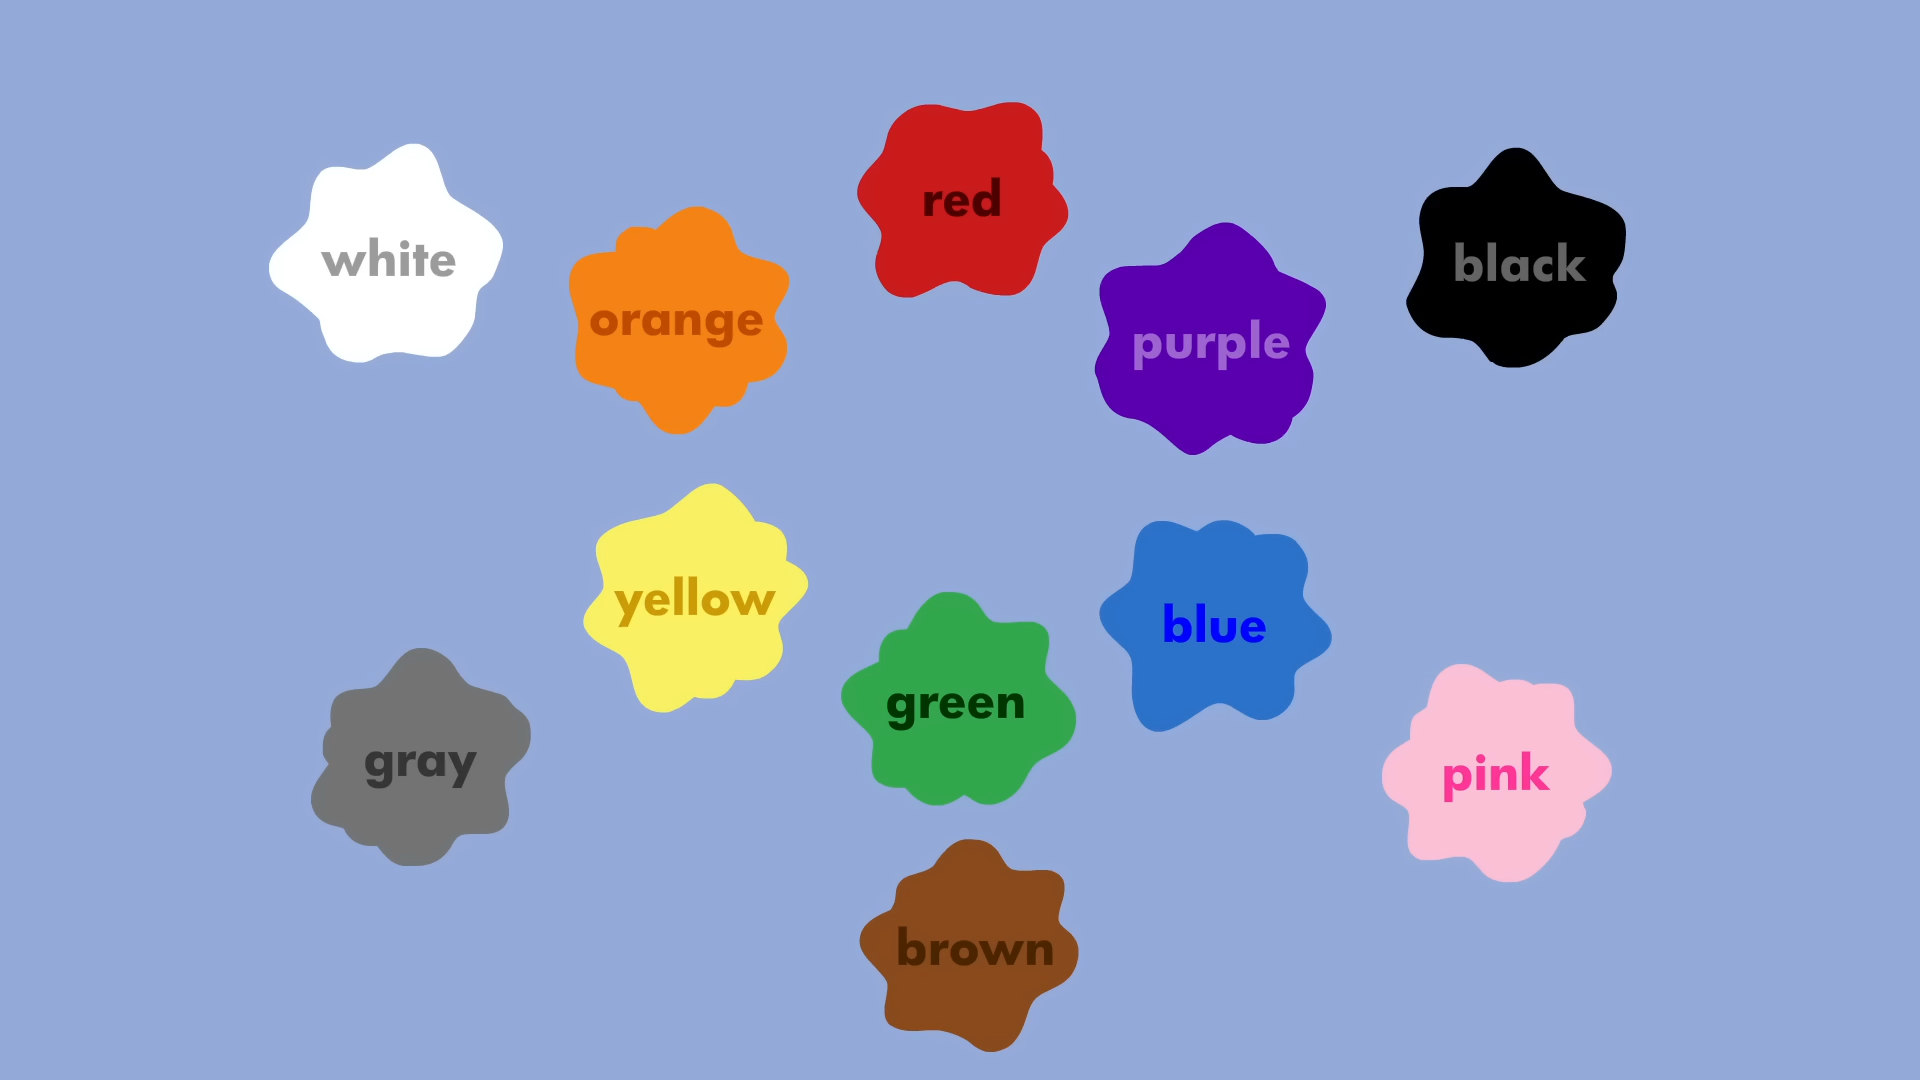 white
orange
red
purple
black
yellow
green
blue
gray
pink
brown